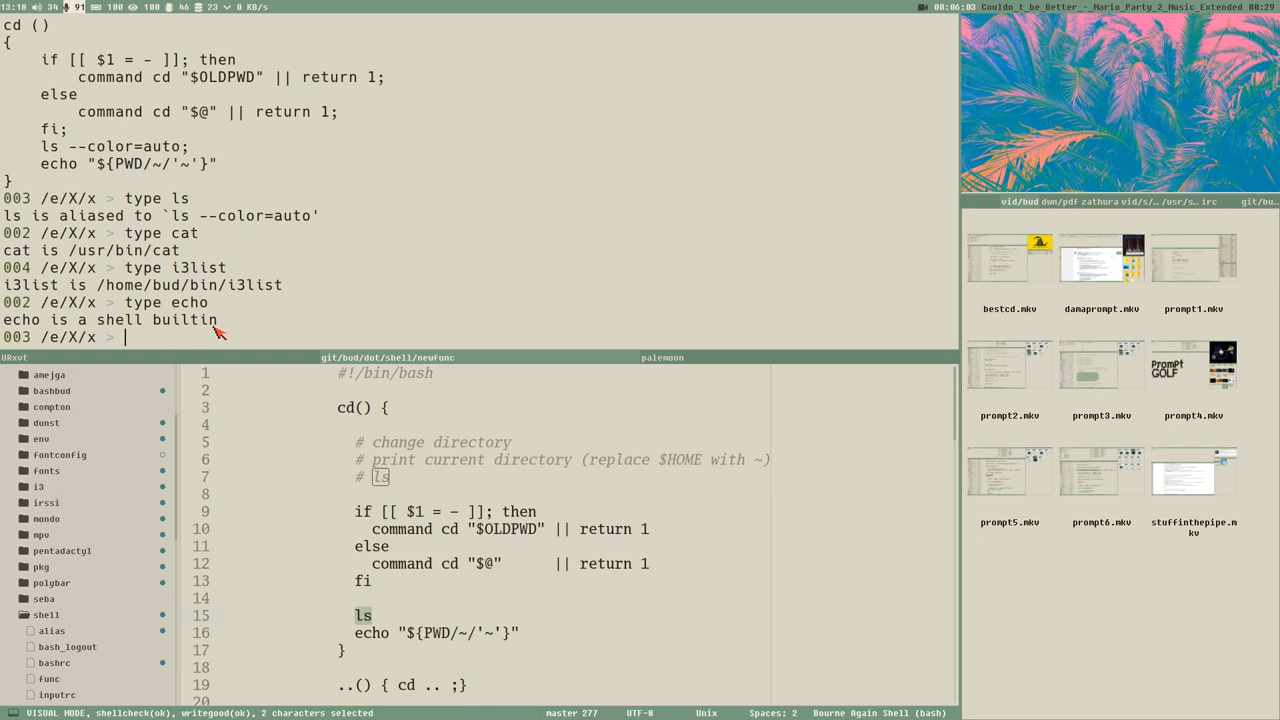 13:18 34 91 100 100 46 23 0 KB/s
00:06:03 Couldn_t_be_Better_-_Mario_Party_2_Music_Extended 00:29
cd ()
{
    if [[ $1 = - ]]; then
        command cd "$OLDPWD" || return 1;
    else
        command cd "$@" || return 1;
    fi;
    ls --color=auto;
    echo "${PWD/~/'~'}"
}
003 /e/X/x > type ls
ls is aliased to `ls --color=auto'
002 /e/X/x > type cat
cat is /usr/bin/cat
004 /e/X/x > type i3list
i3list is /home/bud/bin/i3list
002 /e/X/x > type echo
echo is a shell builtin
003 /e/X/x >
URxvt git/bud/dot/shell/newfunc palemoon
amejga
bashbud
compton
dunst
env
fontconfig
fonts
i3
irssi
mondo
mpv
pentadactyl
pkg
polybar
seba
shell
alias
bash_logout
bashrc
func
inputrc
1 #!/bin/bash
2
3 cd() {
4
5   # change directory
6   # print current directory (replace $HOME with ~)
7   # ls
8
9   if [[ $1 = - ]]; then
10     command cd "$OLDPWD" || return 1
11   else
12     command cd "$@"      || return 1
13   fi
14
15   ls
16   echo "${PWD/~/'~'}"
17 }
18
19 ..() { cd .. ;}
20
VISUAL MODE, shellcheck(ok), writegood(ok), 2 characters selected master 277 UTF-8 Unix Spaces: 2 Bourne Again Shell (bash)
vid/bud dwn/pdf zathura vid/s/… /usr/s… irc git/bu…
bestcd.mkv damaprompt.mkv prompt1.mkv
PromPt
GOLF
prompt2.mkv prompt3.mkv prompt4.mkv
prompt5.mkv prompt6.mkv stuffinthepipe.m
kv